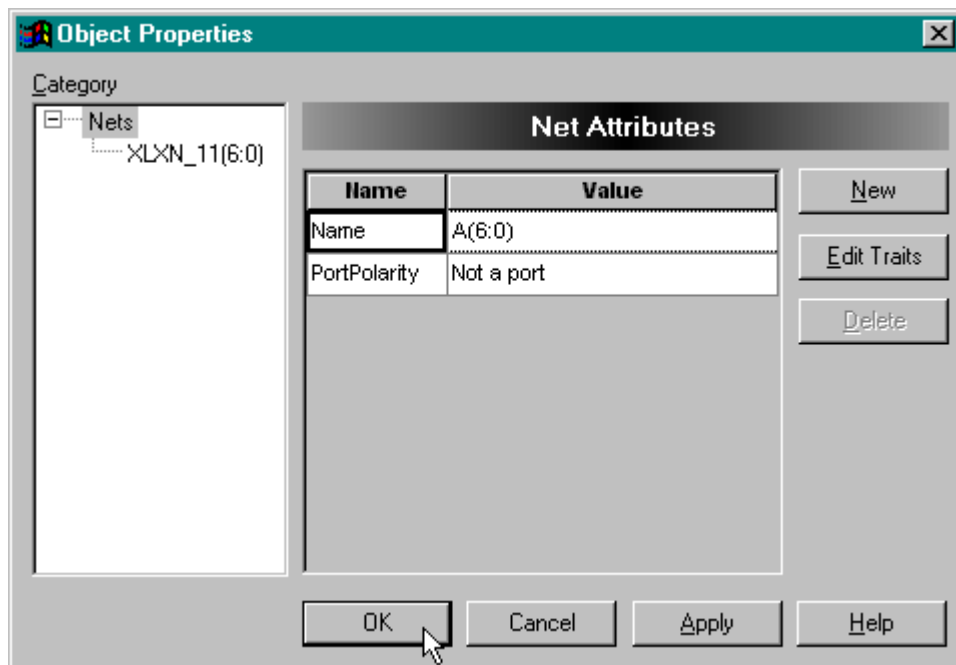 Object Properties
Category
Nets
XLXN_11(6:0)
Net Attributes
Name Value
Name A(6:0)
PortPolarity Not a port
New
Edit Traits
Delete
OK Cancel Apply Help